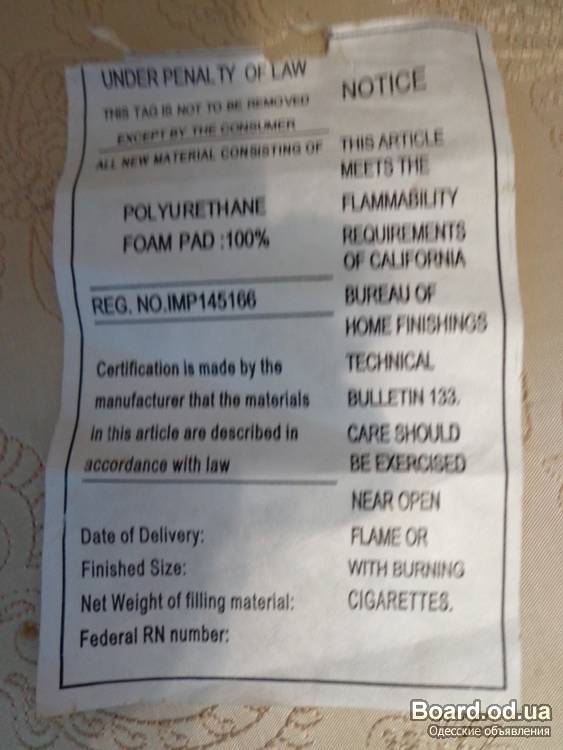 UNDER PENALTY OF LAW
THIS TAG IS NOT TO BE REMOVED
EXCEPT BY THE CONSUMER
ALL NEW MATERIAL CONSISTING OF
POLYURETHANE
FOAM PAD :100%
REG. NO.IMP145166
Certification is made by the
manufacturer that the materials
in this article are described in
accordance with law
Date of Delivery:
Finished Size:
Net Weight of filling material:
Federal RN number:
NOTICE
THIS ARTICLE
MEETS THE
FLAMMABILITY
REQUIREMENTS
OF CALIFORNIA
BUREAU OF
HOME FINISHINGS
TECHNICAL
BULLETIN 133.
CARE SHOULD
BE EXERCISED
NEAR OPEN
FLAME OR
WITH BURNING
CIGARETTES.
Board.od.ua
Одесские объявления